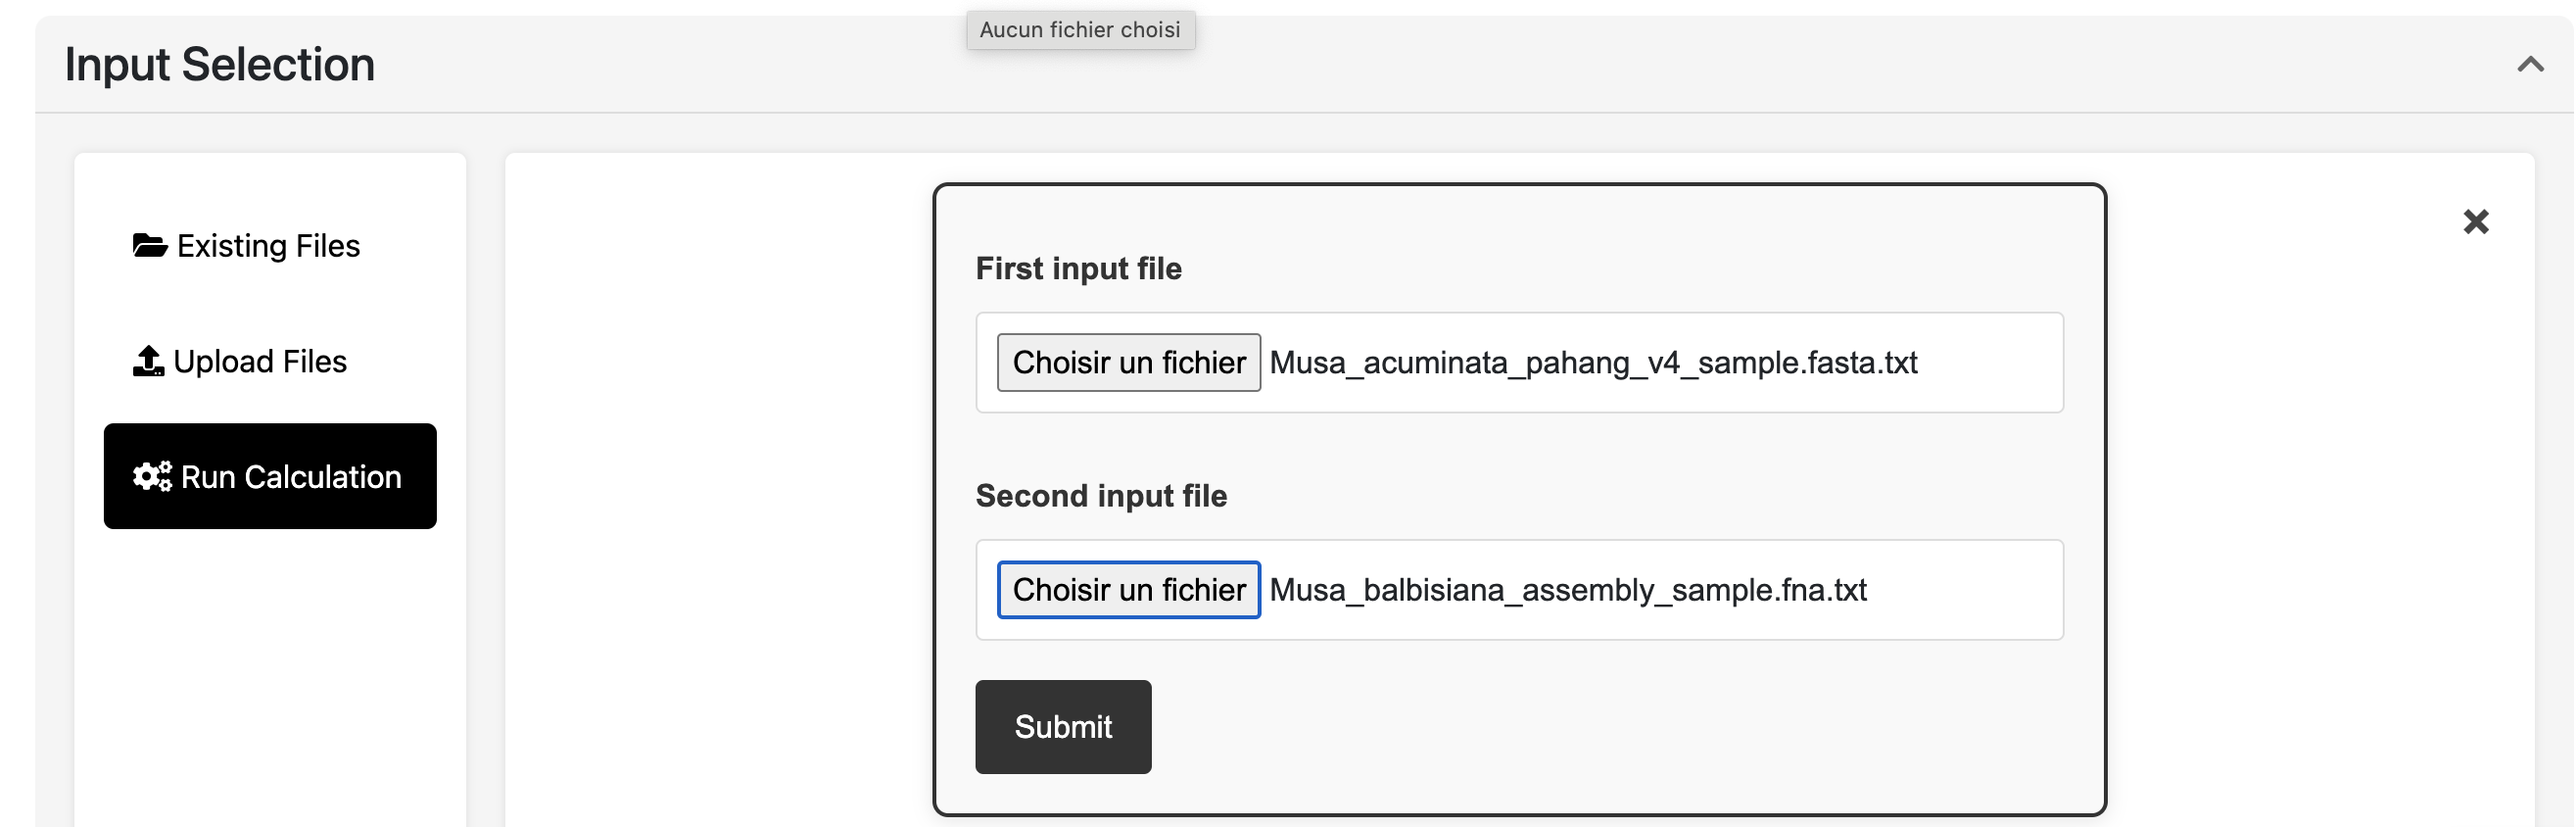 Aucun fichier choisi
Input Selection
Existing Files
Upload Files
Run Calculation
First input file
Choisir un fichier Musa_acuminata_pahang_v4_sample.fasta.txt
Second input file
Choisir un fichier Musa_balbisiana_assembly_sample.fna.txt
Submit